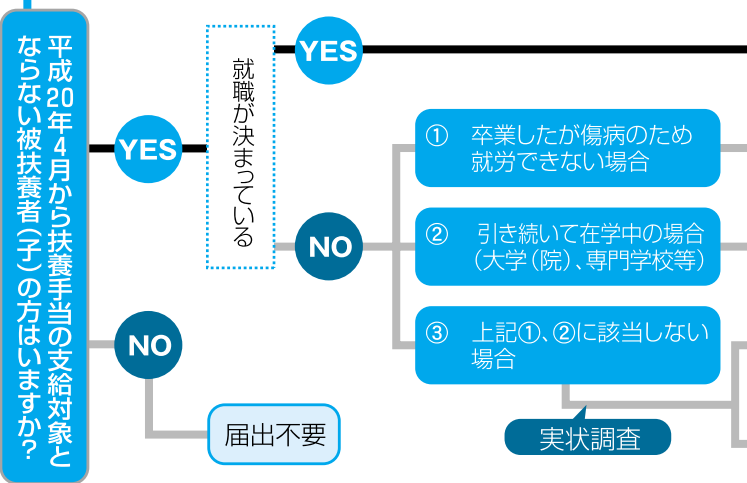 平成20年4月から扶養手当の支給対象と
ならない被扶養者(子)の方はいますか?
YES
就職が決まっている
YES
NO
① 卒業したが傷病のため
就労できない場合
② 引き続いて在学中の場合
(大学(院)、専門学校等)
③ 上記①、②に該当しない
場合
実状調査
NO
届出不要